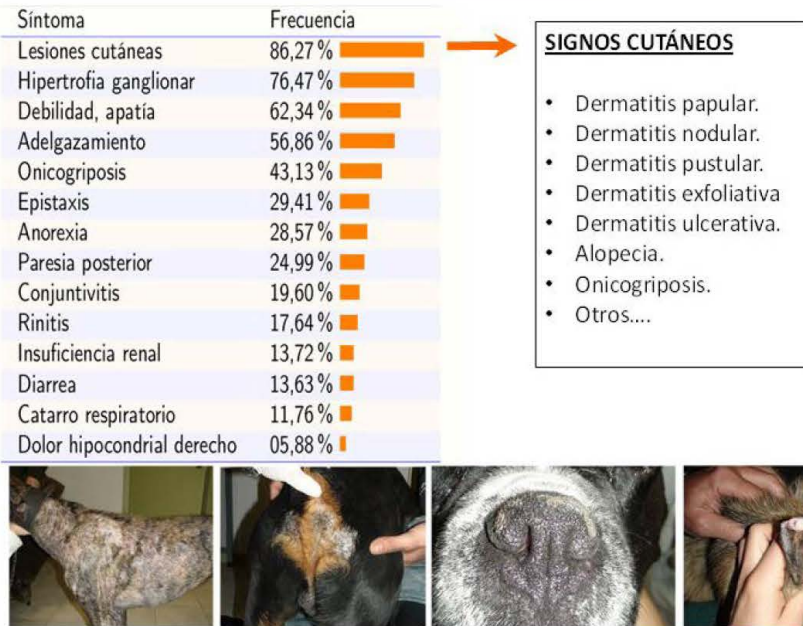 Síntoma Frecuencia
Lesiones cutáneas 86,27 %
Hipertrofia ganglionar 76,47 %
Debilidad, apatía 62,34 %
Adelgazamiento 56,86 %
Onicogriposis 43,13 %
Epistaxis 29,41 %
Anorexia 28,57 %
Paresia posterior 24,99 %
Conjuntivitis 19,60 %
Rinitis 17,64 %
Insuficiencia renal 13,72 %
Diarrea 13,63 %
Catarro respiratorio 11,76 %
Dolor hipocondrial derecho 05,88 %
SIGNOS CUTÁNEOS
• Dermatitis papular.
• Dermatitis nodular.
• Dermatitis pustular.
• Dermatitis exfoliativa
• Dermatitis ulcerativa.
• Alopecia.
• Onicogriposis.
• Otros....